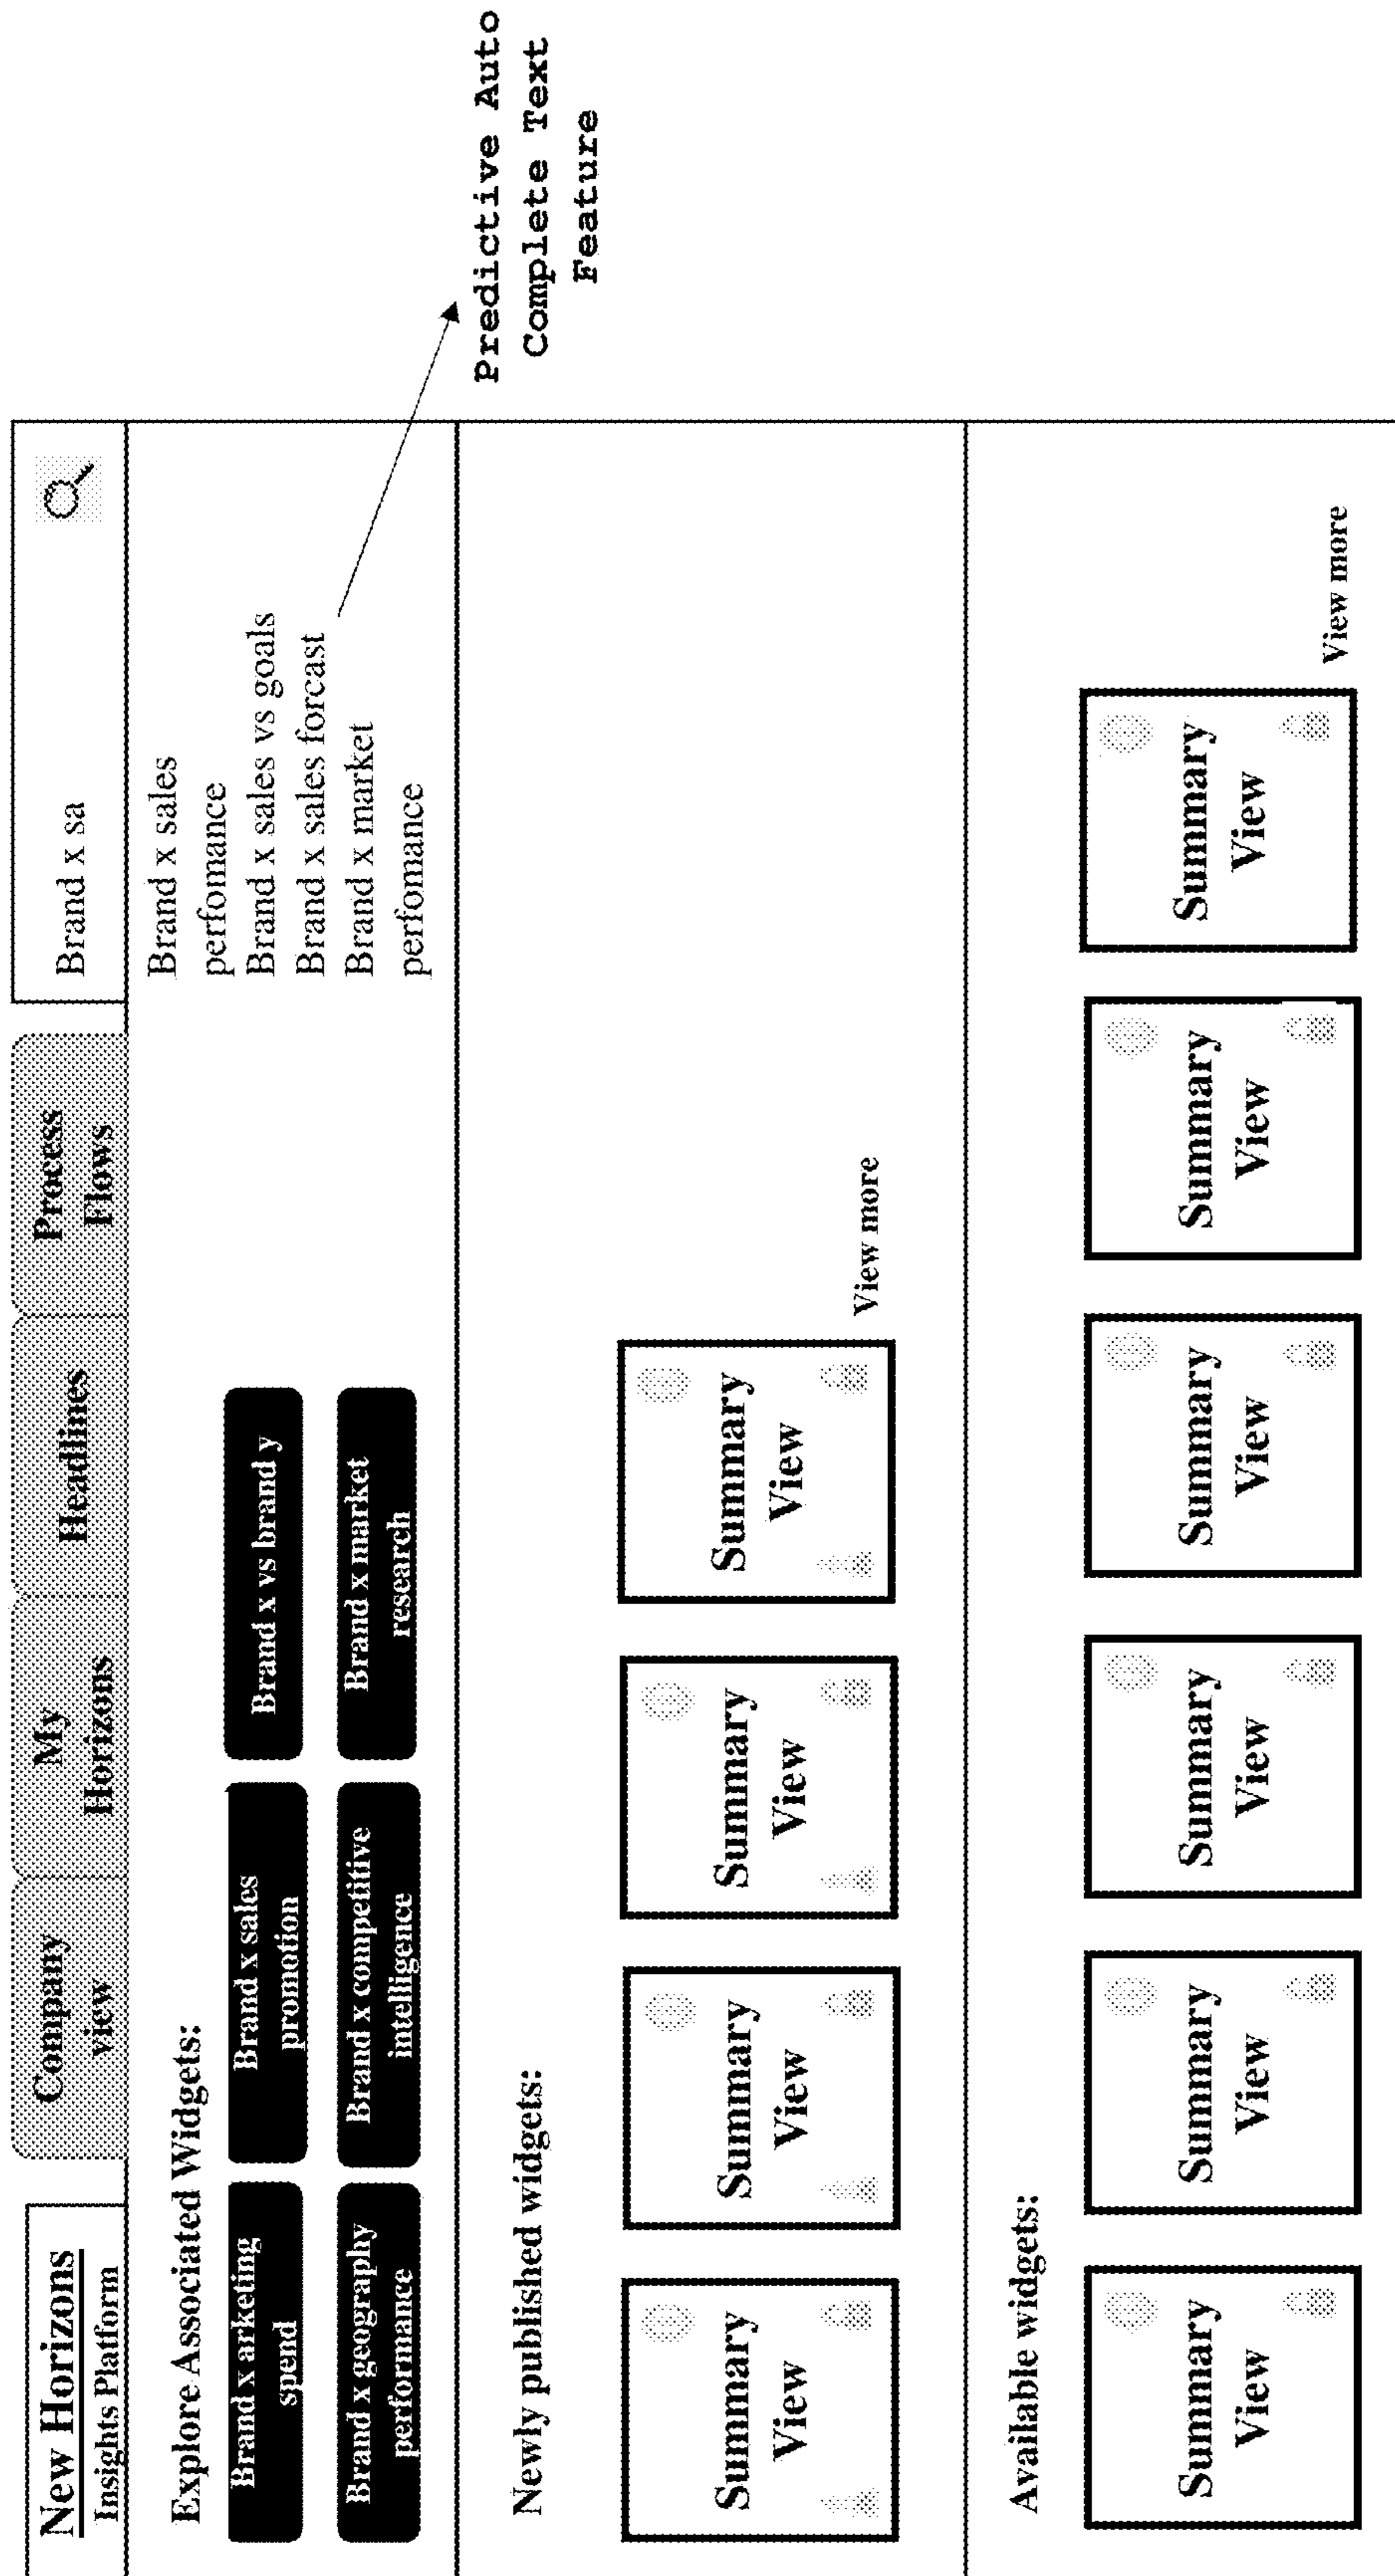 New Horizons
Insights Platform
Company
view
My
Horizons
Headlines
Process
Flows
Brand x sa
Explore Associated Widgets:
Brand x arketing
spend
Brand x sales
promotion
Brand x vs brand y
Brand x geography
performance
Brand x competitive
intelligence
Brand x market
research
Brand x sales
perfomance
Brand x sales vs goals
Brand x sales forcast
Brand x market
perfomance
Predictive Auto
Complete Text
Feature
Newly published widgets:
Summary
View
Summary
View
Summary
View
Summary
View
View more
Available widgets:
Summary
View
Summary
View
Summary
View
Summary
View
Summary
View
Summary
View
View more